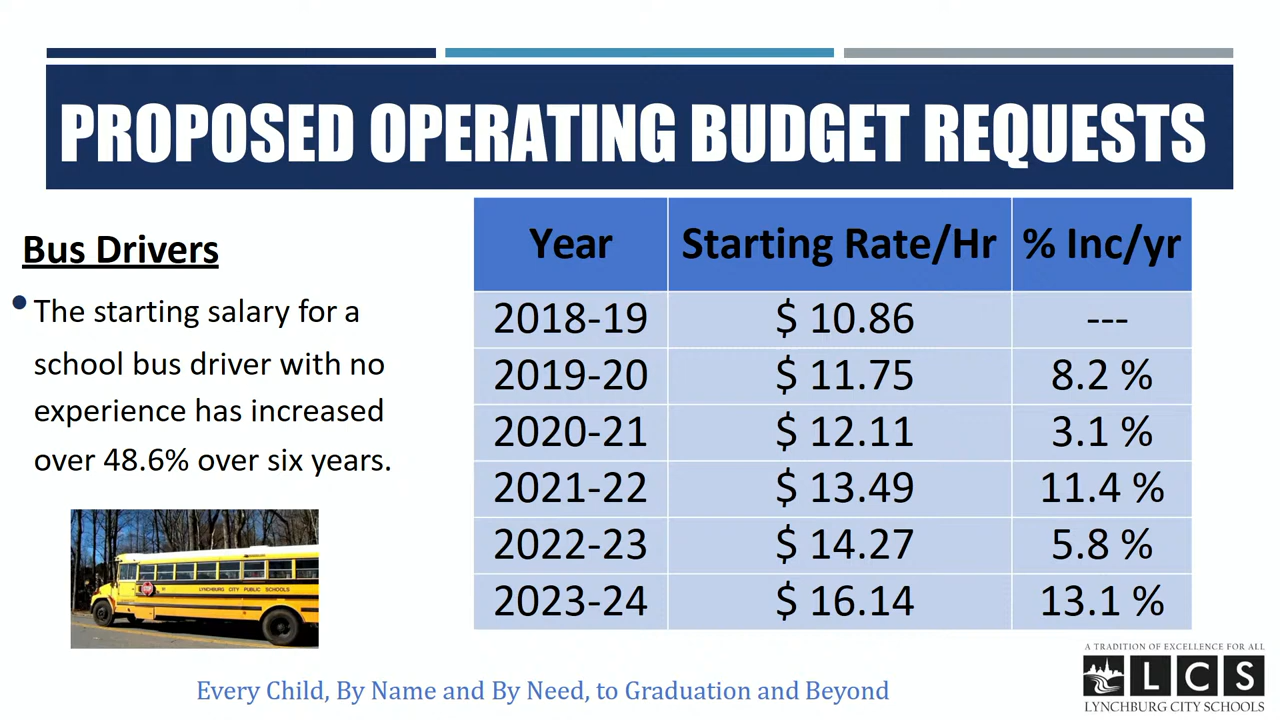 PROPOSED OPERATING BUDGET REQUESTS
Bus Drivers
• The starting salary for a
school bus driver with no
experience has increased
over 48.6% over six years.
Year Starting Rate/Hr % Inc/yr
2018-19 $ 10.86 ---
2019-20 $ 11.75 8.2 %
2020-21 $ 12.11 3.1 %
2021-22 $ 13.49 11.4 %
2022-23 $ 14.27 5.8 %
2023-24 $ 16.14 13.1 %
LYNCHBURG CITY PUBLIC SCHOOLS
Every Child, By Name and By Need, to Graduation and Beyond
A TRADITION OF EXCELLENCE FOR ALL
LCS
LYNCHBURG CITY SCHOOLS